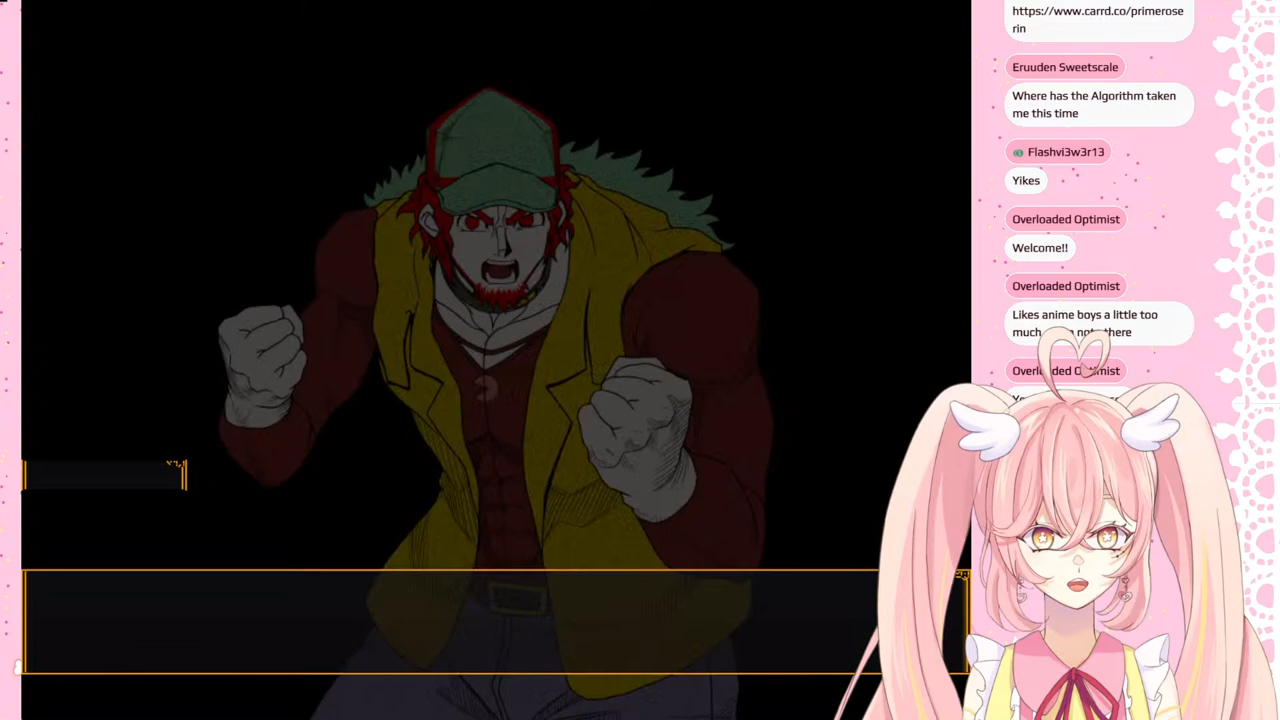 https://www.carrd.co/primerose
rin
Eruuden Sweetscale
Where has the Algorithm taken
me this time
Flashvi3w3r13
Yikes
Overloaded Optimist
Welcome!!
Overloaded Optimist
Likes anime boys a little too
much there
Optimist